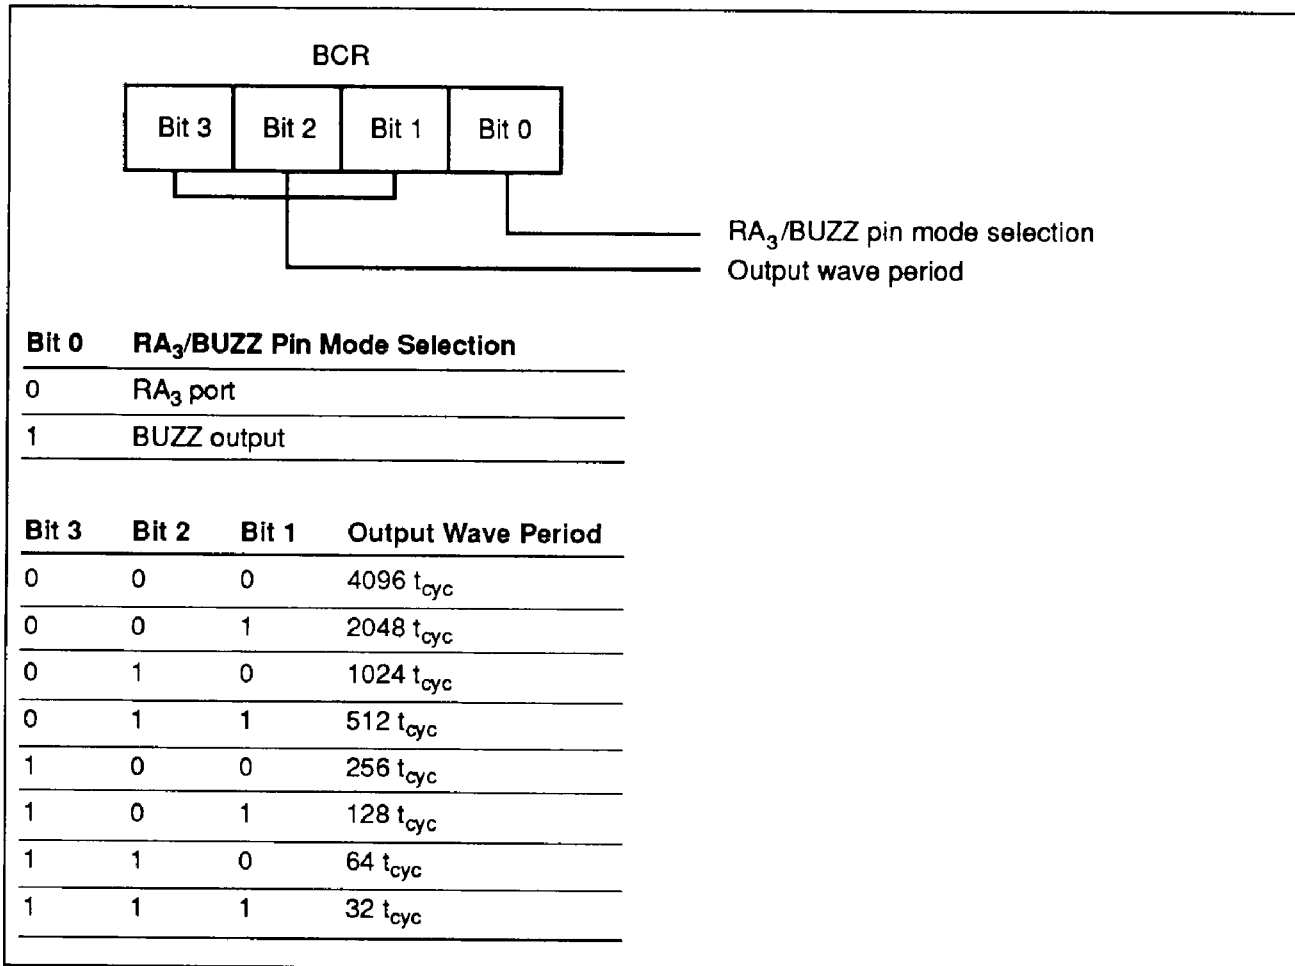 BCR
Bit 3 Bit 2 Bit 1 Bit 0
RA3/BUZZ pin mode selection
Output wave period
Bit 0 RA3/BUZZ Pin Mode Selection
0 RA3 port
1 BUZZ output
Bit 3 Bit 2 Bit 1 Output Wave Period
0 0 0 4096 tcyc
0 0 1 2048 tcyc
0 1 0 1024 tcyc
0 1 1 512 tcyc
1 0 0 256 tcyc
1 0 1 128 tcyc
1 1 0 64 tcyc
1 1 1 32 tcyc